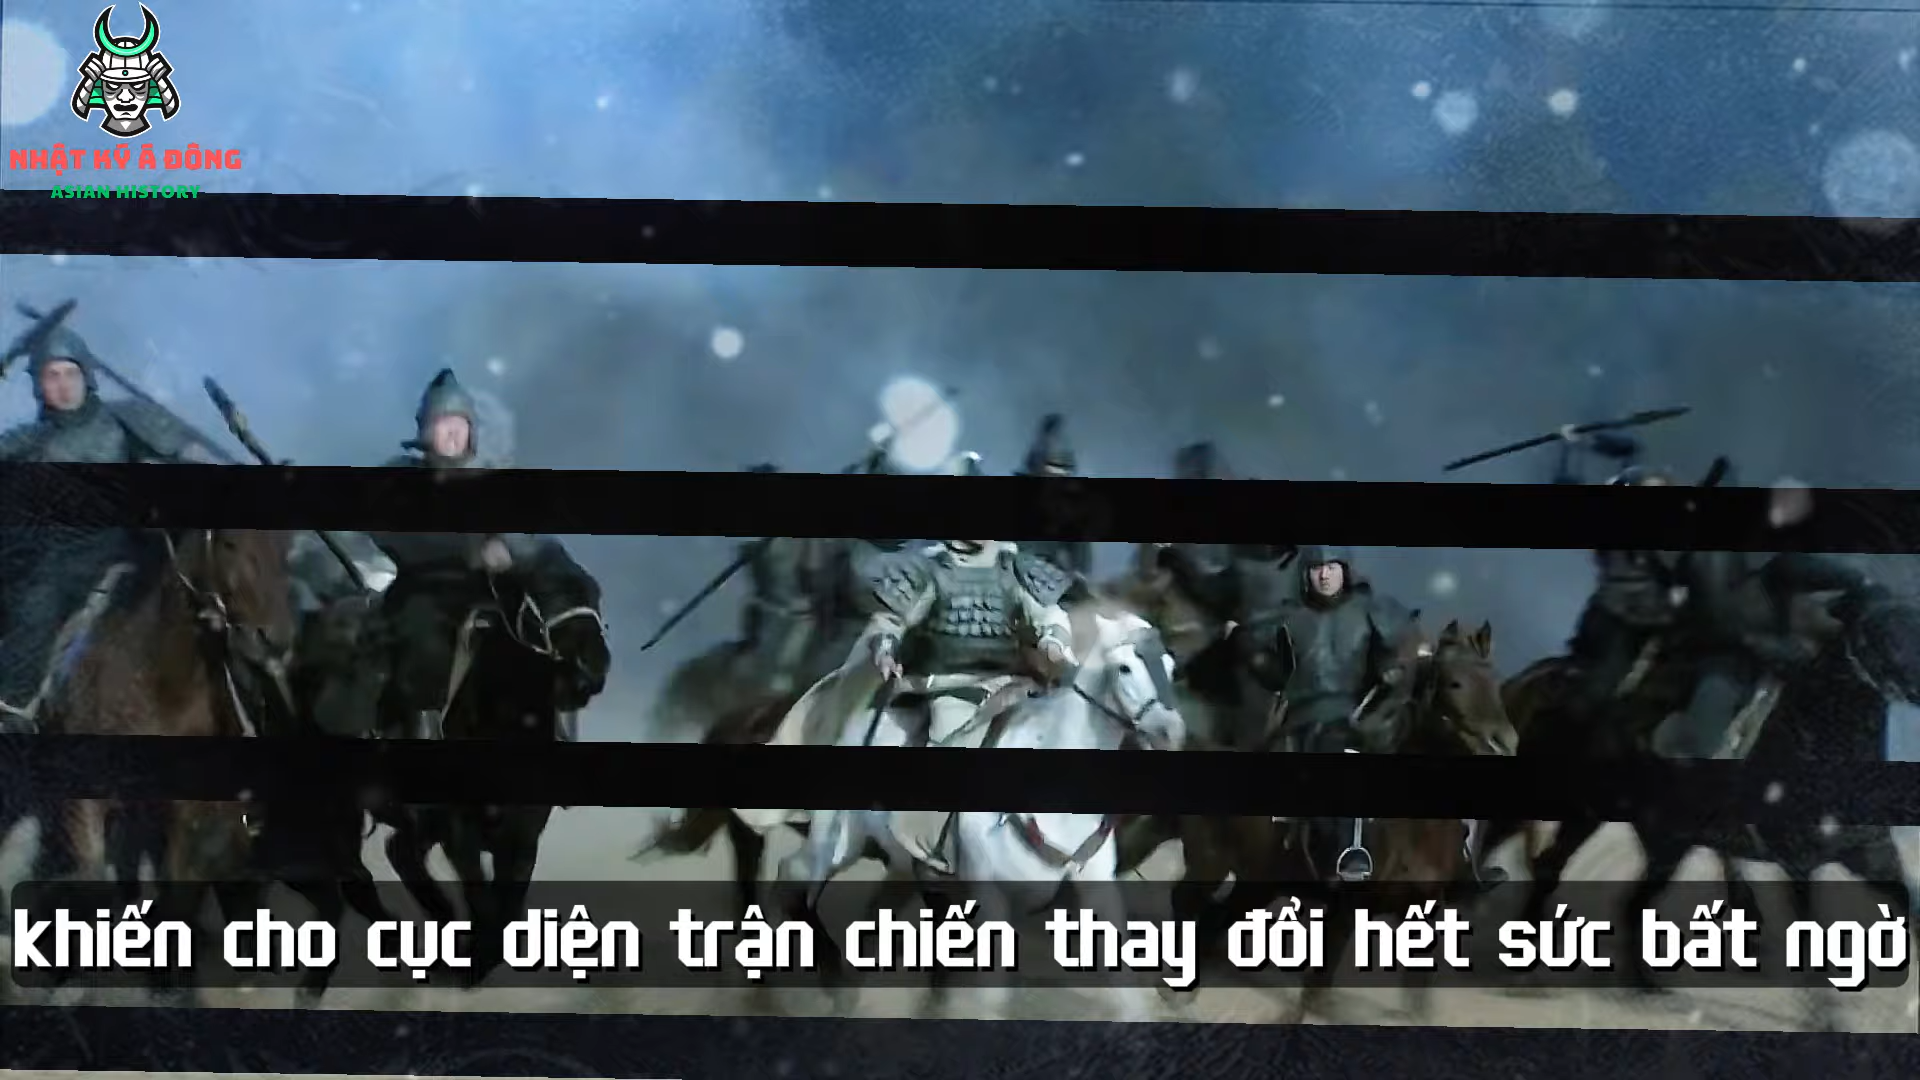 NHẬT KÝ Á ĐÔNG
ASIAN HISTORY
khiến cho cục diện trận chiến thay đổi hết sức bất ngờ